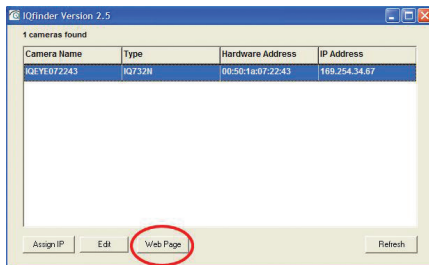 IQfinder Version 2.5
1 cameras found
Camera Name Type Hardware Address IP Address
IQEYE072243 IQ732N 00:50:1a:07:22:43 169.254.34.67
Assign IP Edit Web Page Refresh